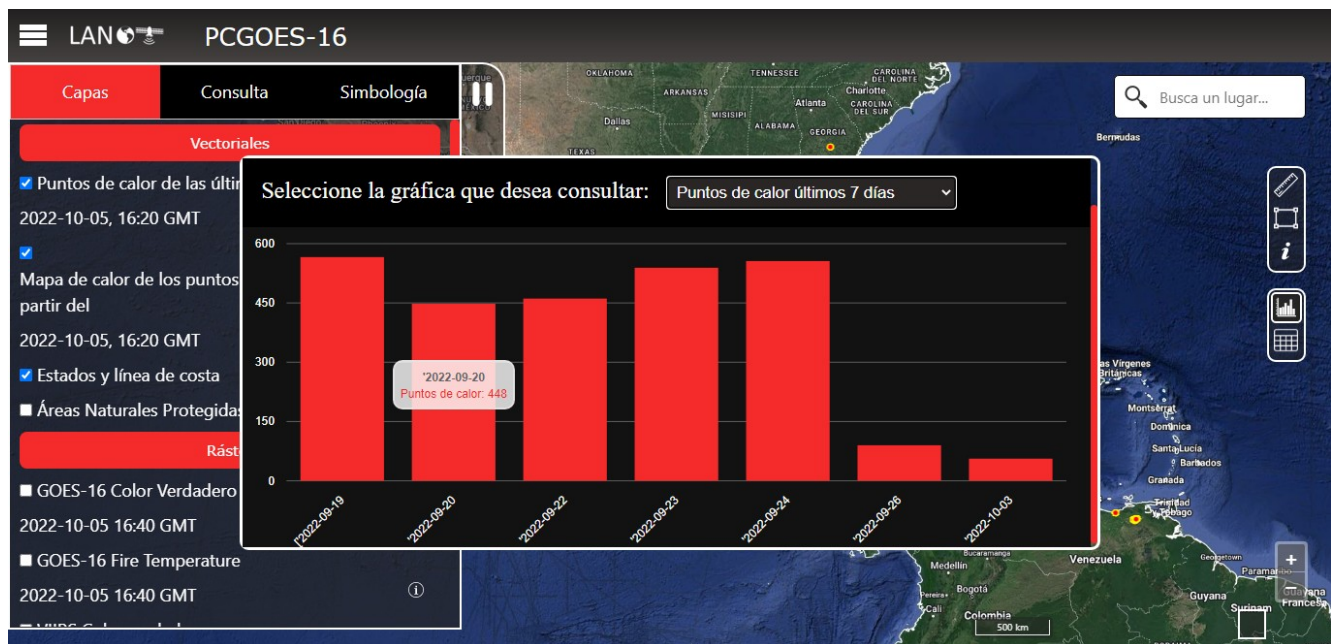 LANOT
PCGOES-16
Capas
Consulta
Simbología
Vectoriales
Puntos de calor de las últim
2022-10-05, 16:20 GMT
Mapa de calor de los puntos
partir del
2022-10-05, 16:20 GMT
Estados y línea de costa
Áreas Naturales Protegidas
Rást
GOES-16 Color Verdadero
2022-10-05 16:40 GMT
GOES-16 Fire Temperature
2022-10-05 16:40 GMT
Seleccione la gráfica que desea consultar:
Puntos de calor últimos 7 días
600
450
300
150
0
'2022-09-20
Puntos de calor: 448
'2022-09-19
'2022-09-20
'2022-09-22
'2022-09-23
'2022-09-24
'2022-09-26
'2022-10-03
Busca un lugar...
OKLAHOMA
TENNESSEE
CAROLINA
DEL NORTE
ARKANSAS
Charlotte
Atlanta
CAROLINA
DEL SUR
Dallas
MISISIPI
ALABAMA
GEORGIA
TEXAS
Bermudas
as Vírgenes
Británicas
Montserrat
Dominica
Santa Lucía
Barbados
Granada
Trinidad
Tobago
Bucaramanga
Medellín
Venezuela
Georgetown
Paramaribo
Pereira
Bogotá
Guyana
Guayana
Francesa
Cali
Colombia
Surinam
500 km